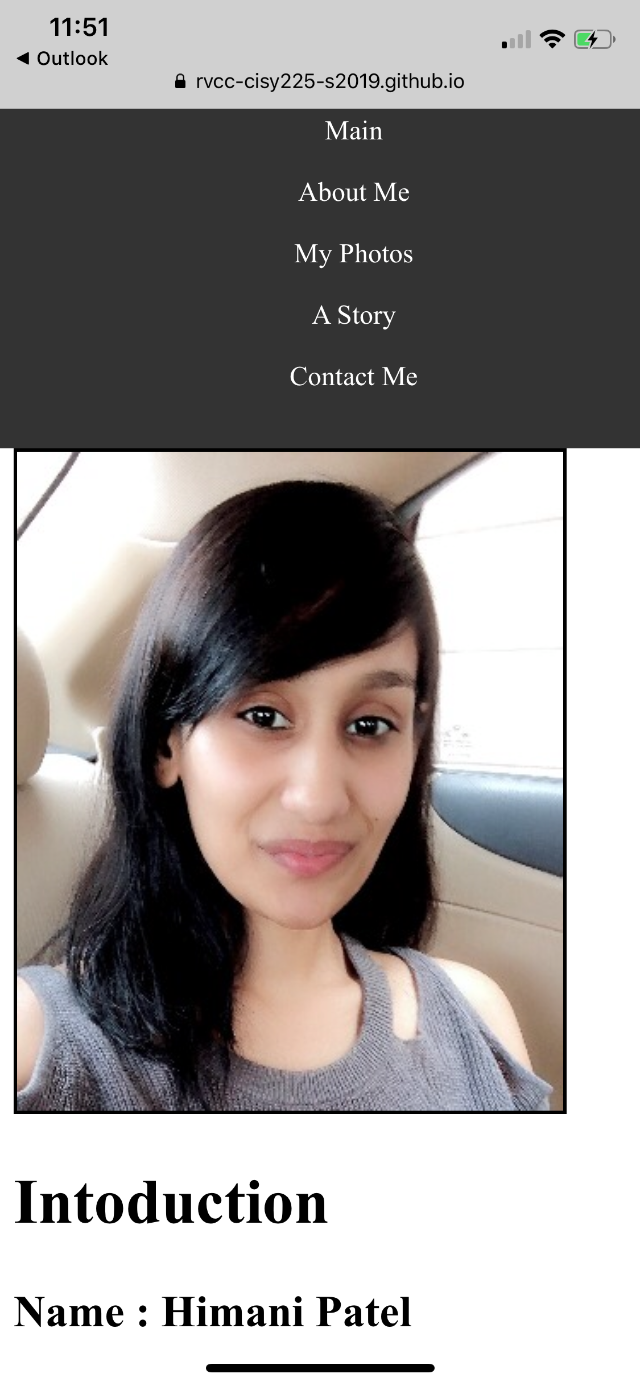 11:51
◀ Outlook
rvcc-cisy225-s2019.github.io
Main
About Me
My Photos
A Story
Contact Me
Intoduction
Name : Himani Patel